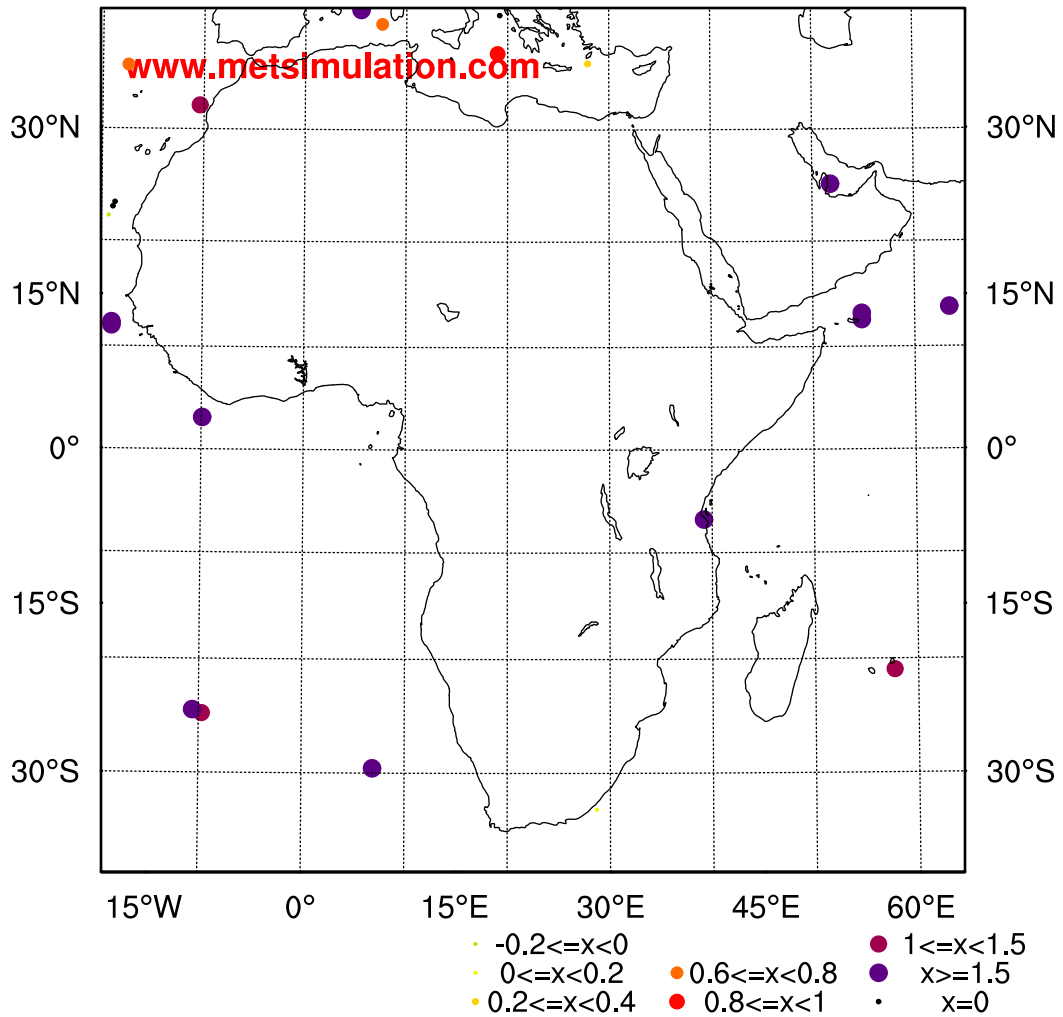 www.metsimulation.com
30°N 30°N
15°N 15°N
0° 0°
15°S 15°S
30°S 30°S
15°W 0° 15°E 30°E 45°E 60°E
-0.2<=x<0 1<=x<1.5
0<=x<0.2 0.6<=x<0.8 x>=1.5
0.2<=x<0.4 0.8<=x<1 x=0